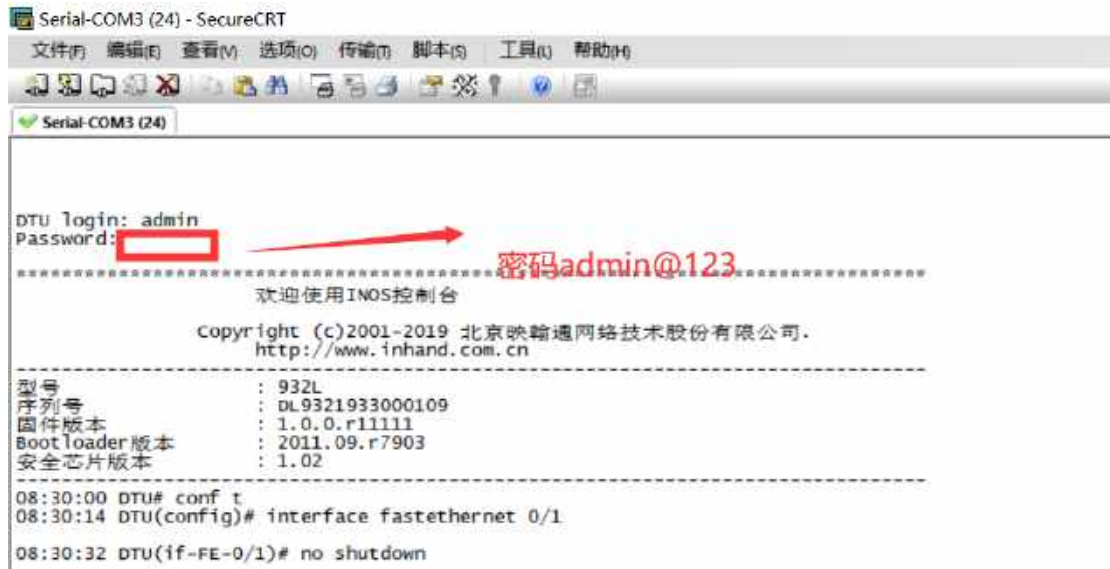 Serial-COM3 (24) - SecureCRT
文件(F) 编辑(E) 查看(V) 选项(O) 传输(T) 脚本(S) 工具(L) 帮助(H)
Serial-COM3 (24)
DTU login: admin
Password:
密码admin@123
欢迎使用INOS控制台
Copyright (c)2001-2019 北京映翰通网络技术股份有限公司.
http://www.inhand.com.cn
型号 : 932L
序列号 : DL9321933000109
固件版本 : 1.0.0.r11111
Bootloader版本 : 2011.09.r7903
安全芯片版本 : 1.02
08:30:00 DTU# conf t
08:30:14 DTU(config)# interface fastethernet 0/1
08:30:32 DTU(if-FE-0/1)# no shutdown